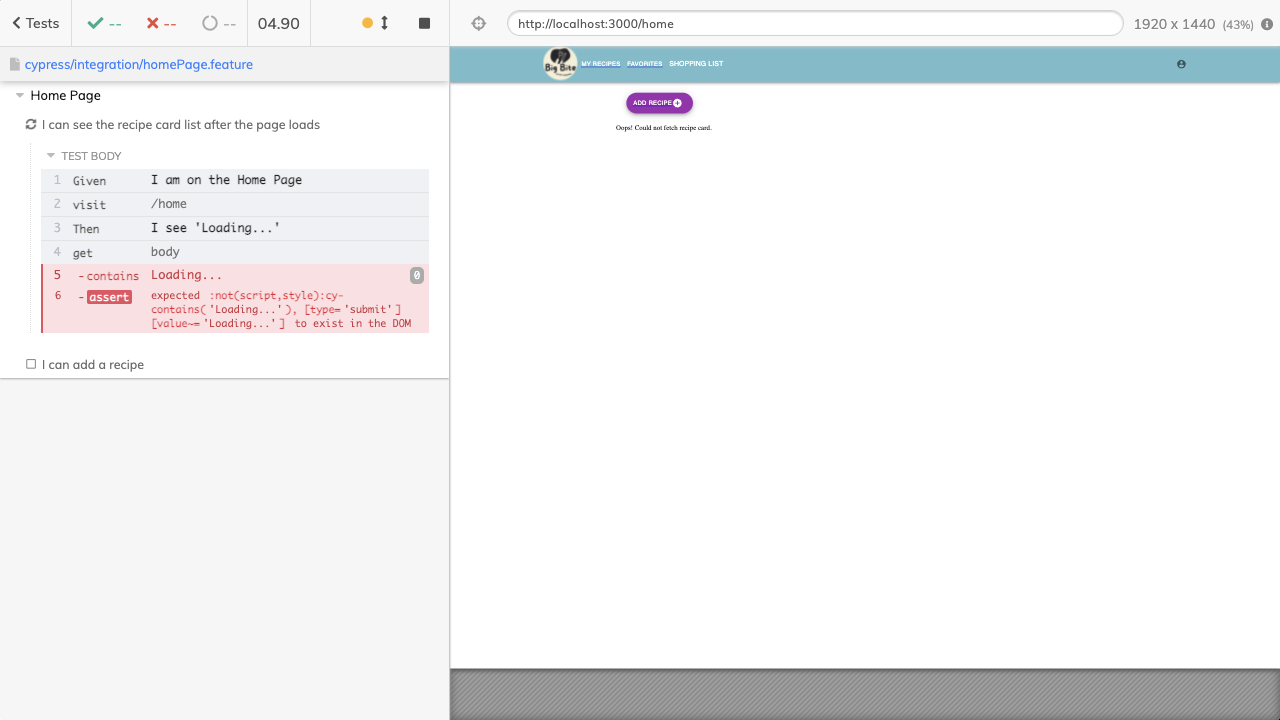 Tests
--
--
--
04.90
http://localhost:3000/home
1920 x 1440 (43%)
cypress/integration/homePage.feature
Home Page
I can see the recipe card list after the page loads
TEST BODY
1 Given I am on the Home Page
2 visit /home
3 Then I see 'Loading...'
4 get body
5 -contains Loading... 0
6 -assert expected :not(script,style):cy-
contains('Loading...'), [type='submit']
[value~='Loading...'] to exist in the DOM
I can add a recipe
Big Bite
MY RECIPES
FAVORITES
SHOPPING LIST
ADD RECIPE
Oops! Could not fetch recipe card.